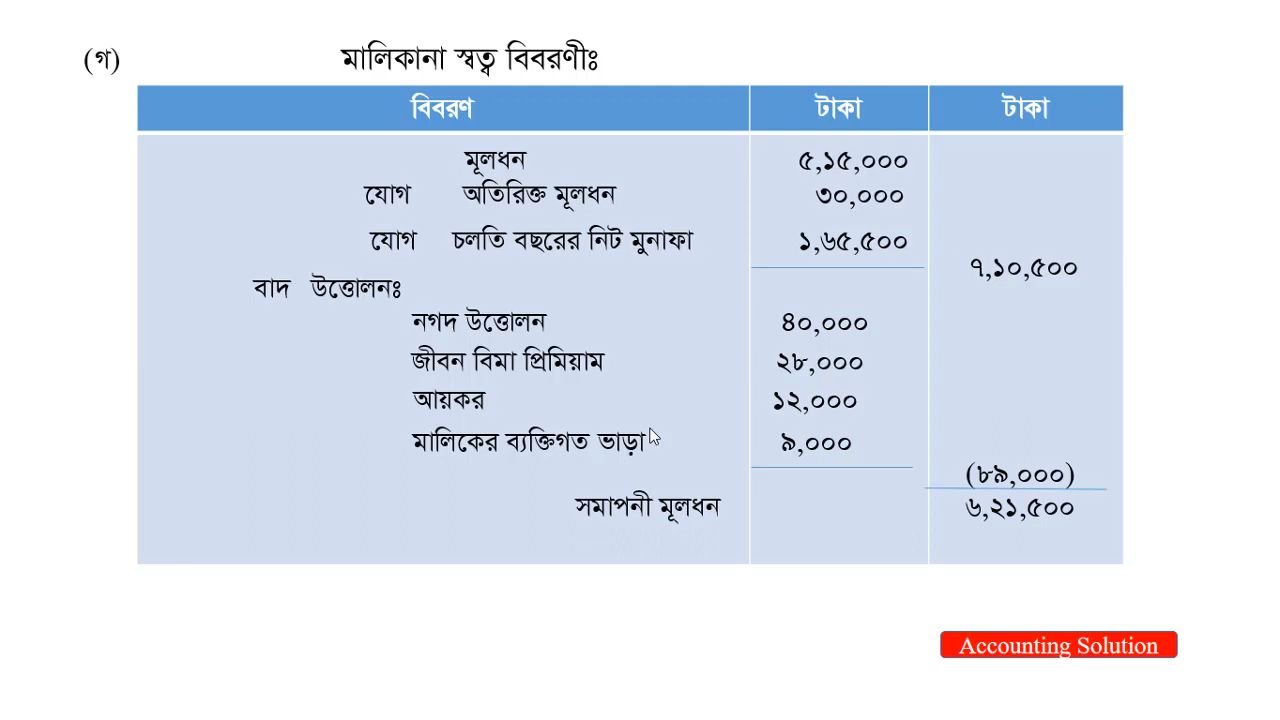 (গ) মালিকানা স্বত্ব বিবরণীঃ
বিবরণ টাকা টাকা
মূলধন ৫,১৫,০০০
যোগ অতিরিক্ত মূলধন ৩০,০০০
যোগ চলতি বছরের নিট মুনাফা ১,৬৫,৫০০
৭,১০,৫০০
বাদ উত্তোলনঃ
নগদ উত্তোলন ৪০,০০০
জীবন বিমা প্রিমিয়াম ২৮,০০০
আয়কর ১২,০০০
মালিকের ব্যক্তিগত ভাড়া ৯,০০০
(৮৯,০০০)
সমাপনী মূলধন ৬,২১,৫০০
Accounting Solution